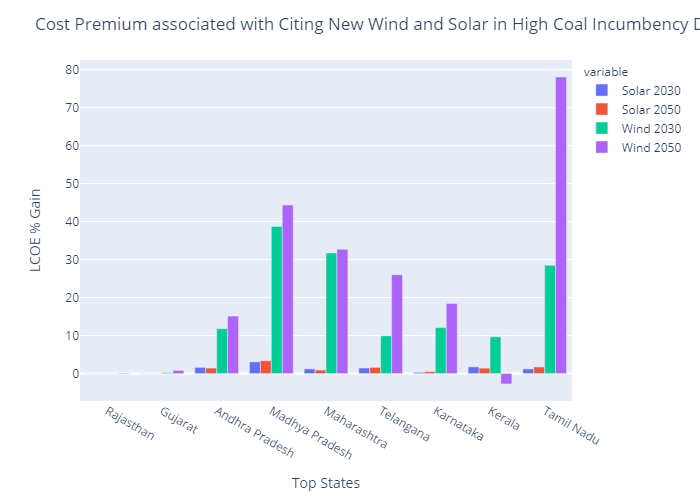 Cost Premium associated with Citing New Wind and Solar in High Coal Incumbency
variable
Solar 2030
Solar 2050
Wind 2030
Wind 2050
LCOE % Gain
80
70
60
50
40
30
20
10
0
Rajasthan
Gujarat
Andhra Pradesh
Madhya Pradesh
Maharashtra
Telangana
Karnataka
Kerala
Tamil Nadu
Top States